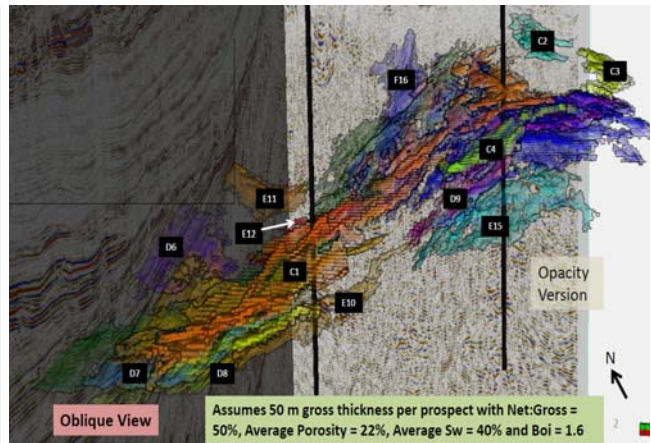 C2
C3
F16
C4
E11
D9
E12
E15
D6
C1
Opacity
Version
E10
N
D7
D8
Oblique View
Assumes 50 m gross thickness per prospect with Net:Gross =
50%, Average Porosity = 22%, Average Sw = 40% and Boi = 1.6
2